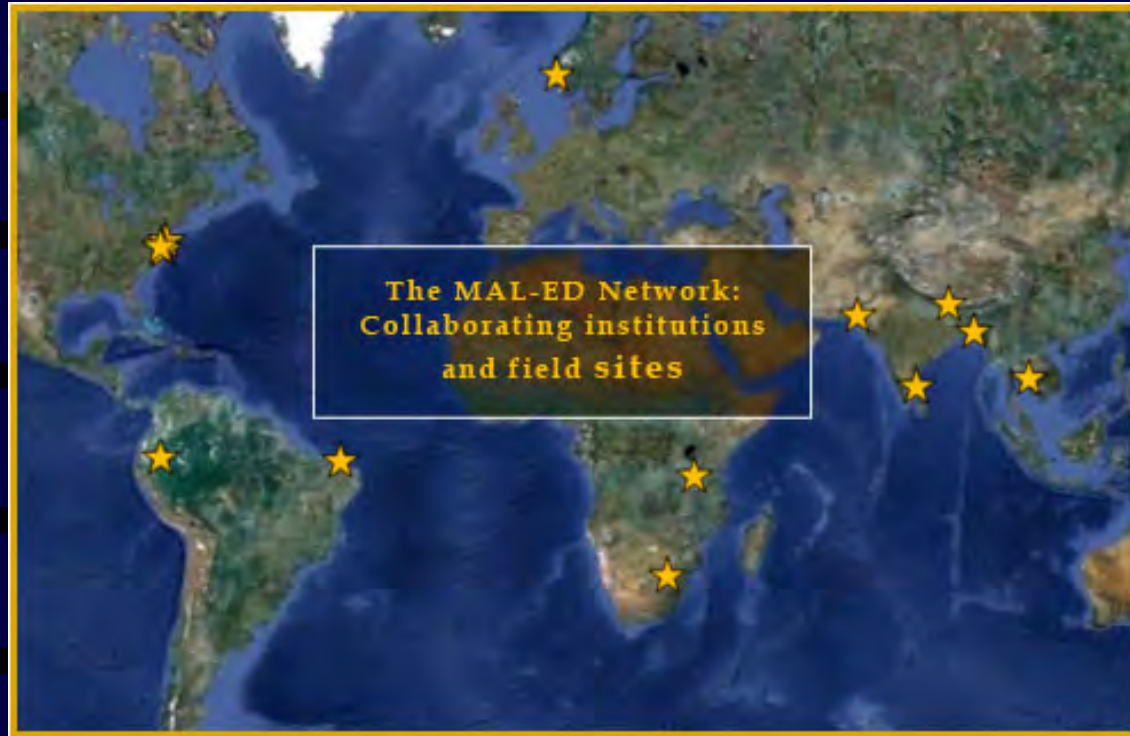 The MAL-ED Network:
Collaborating institutions
and field sites